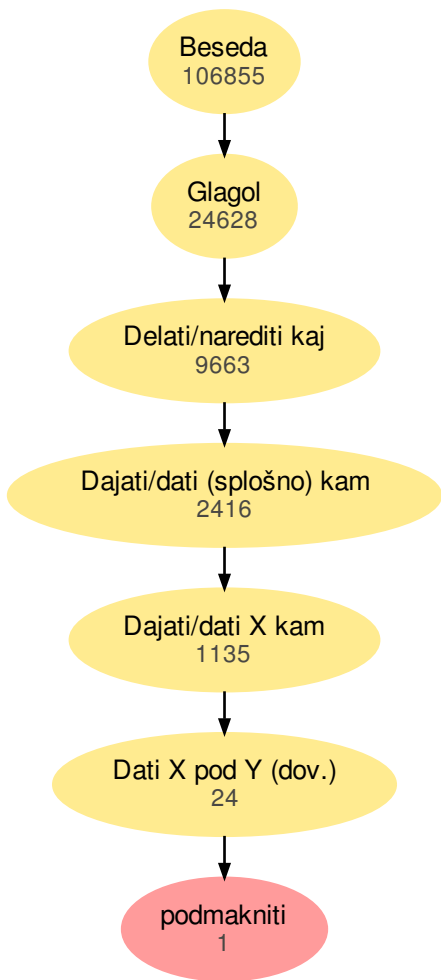 Beseda
106855
Glagol
24628
Delati/narediti kaj
9663
Dajati/dati (splošno) kam
2416
Dajati/dati X kam
1135
Dati X pod Y (dov.)
24
podmakniti
1